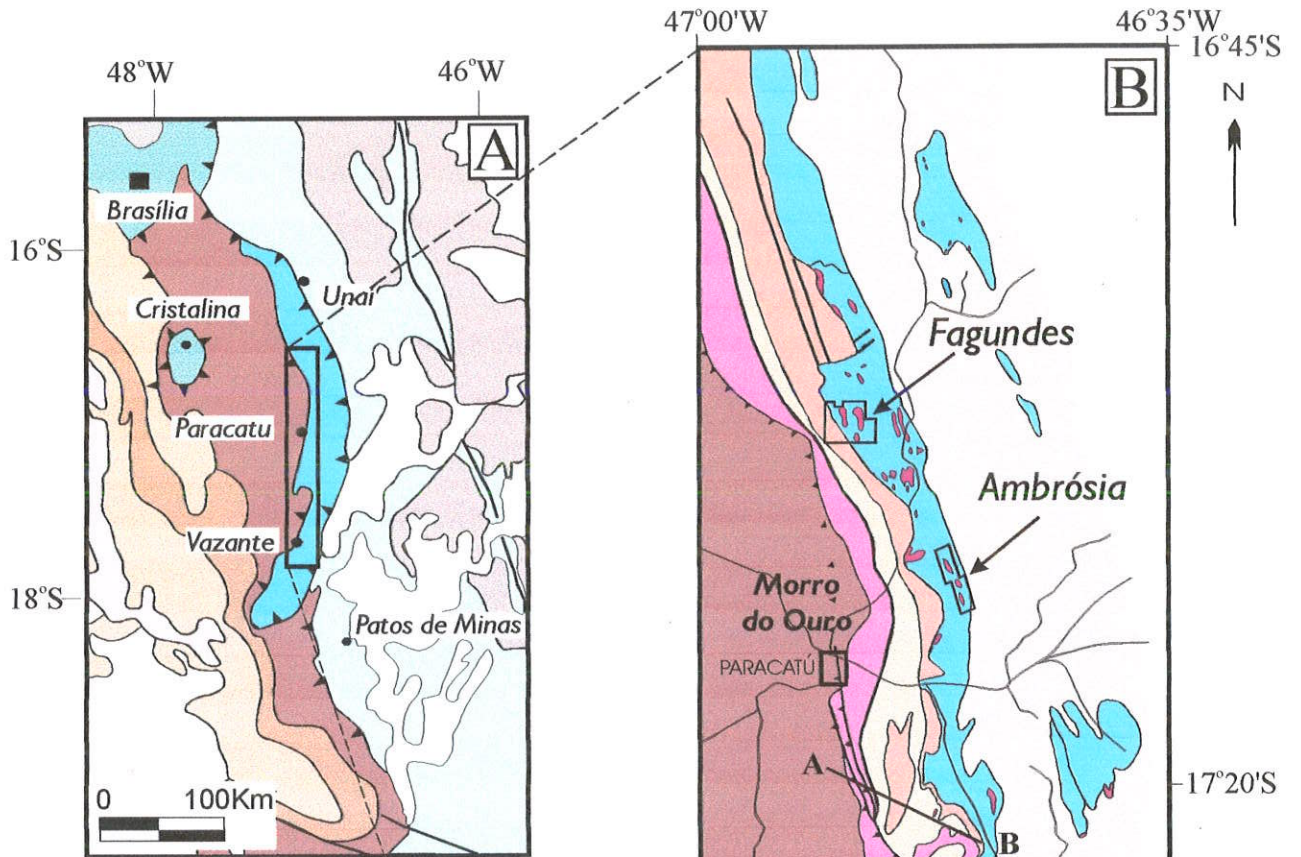 48°W
46°W
A
Brasília
16°S
Unaí
Cristalina
Paracatu
Vazante
18°S
Patos de Minas
0 100Km
47°00'W
46°35'W
16°45'S
B
N
Fagundes
Ambrósia
Morro
do Ouro
PARACATÚ
A
17°20'S
B